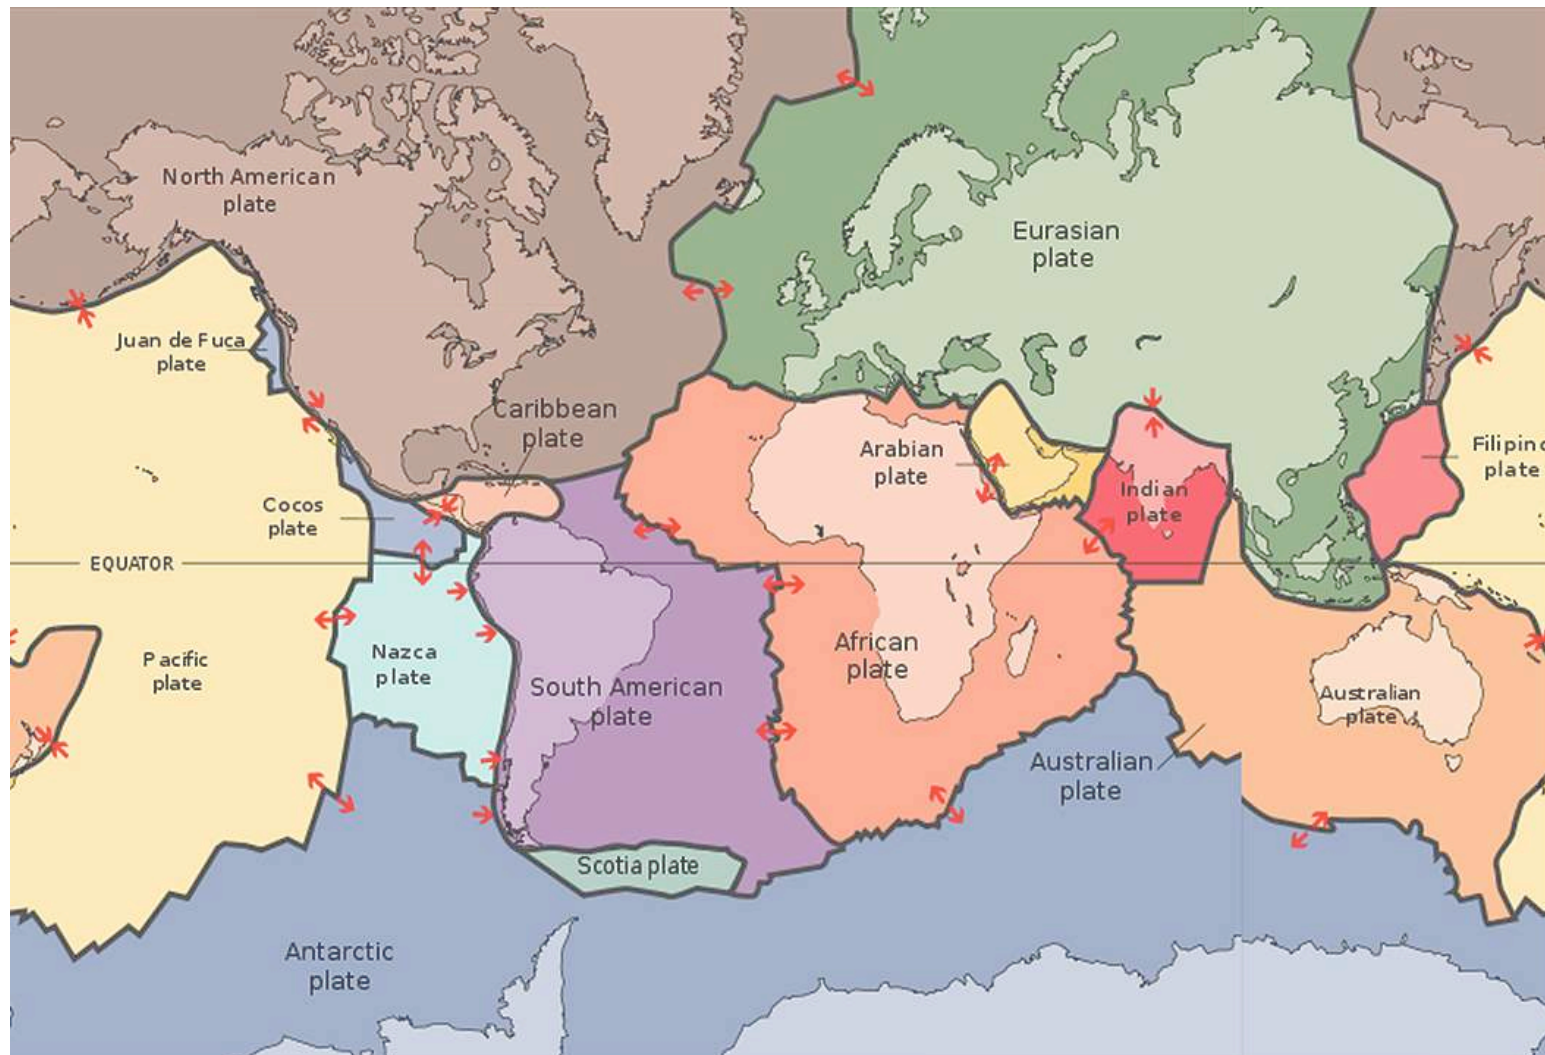 North American
plate
Eurasian
plate
Juan de Fuca
plate
Caribbean
plate
Arabian
plate
Filipino
plate
Cocos
plate
Indian
plate
EQUATOR
Pacific
plate
Nazca
plate
South American
plate
African
plate
Australian
plate
Australian
plate
Scotia plate
Antarctic
plate